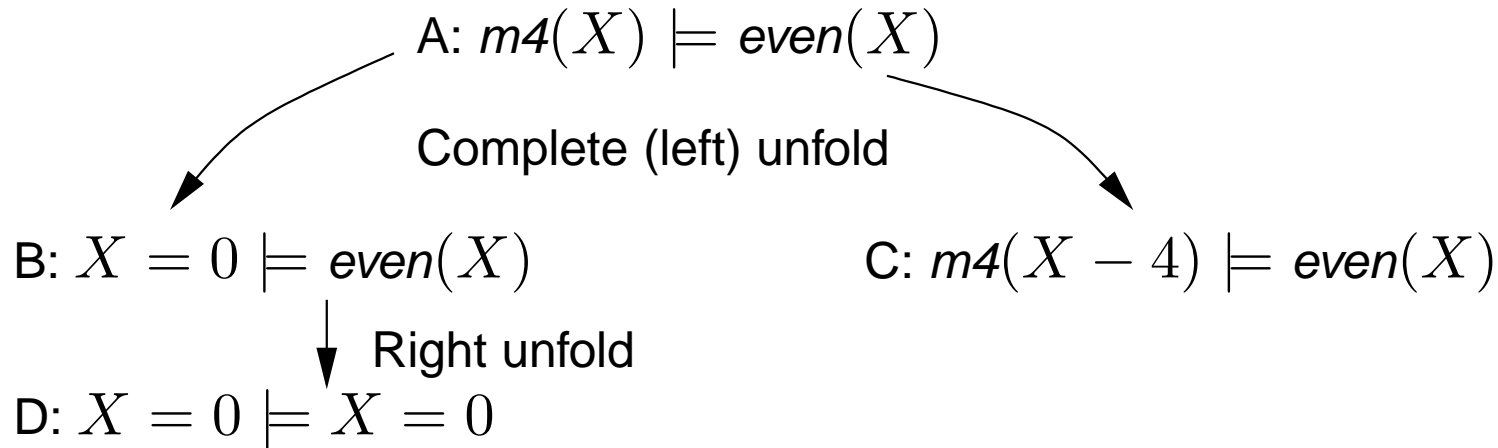 A: m4(X) ⊨ even(X)
Complete (left) unfold
B: X = 0 ⊨ even(X)
C: m4(X − 4) ⊨ even(X)
Right unfold
D: X = 0 ⊨ X = 0